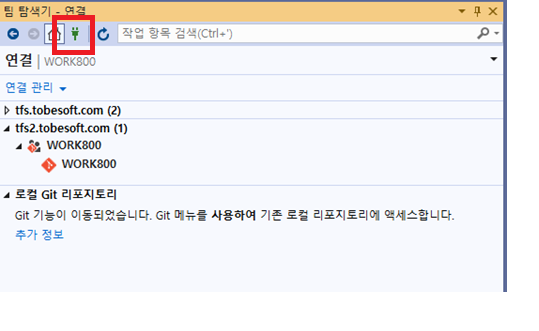 팀 탐색기 - 연결
작업 항목 검색(Ctrl+')
연결 | WORK800
연결 관리
tfs.tobesoft.com (2)
tfs2.tobesoft.com (1)
WORK800
WORK800
로컬 Git 리포지토리
Git 기능이 이동되었습니다. Git 메뉴를 사용하여 기존 로컬 리포지토리에 액세스합니다.
추가 정보